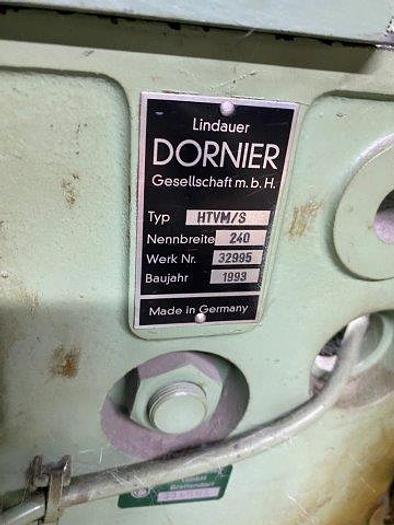 Lindauer
DORNIER
Gesellschaft m.b.H.
Typ HTVM/S
Nennbreite 240
Werk Nr. 32995
Baujahr 1993
Made in Germany